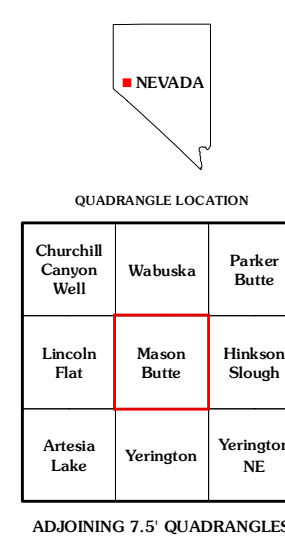 NEVADA
QUADRANGLE LOCATION
Churchill
Canyon
Well
Wabuska
Parker
Butte
Lincoln
Flat
Mason
Butte
Hinkson
Slough
Artesia
Lake
Yerington
Yerington
NE
ADJOINING 7.5' QUADRANGLES